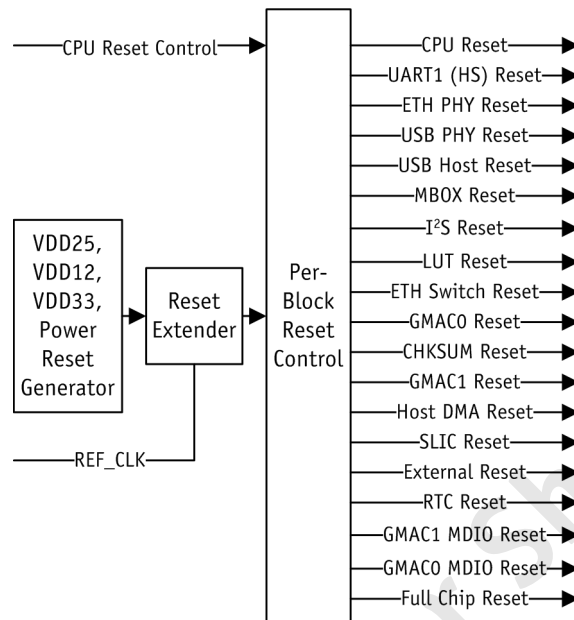 CPU Reset Control
VDD25,
VDD12,
VDD33,
Power
Reset
Generator
Reset
Extender
REF_CLK
Per-
Block
Reset
Control
CPU Reset
UART1 (HS) Reset
ETH PHY Reset
USB PHY Reset
USB Host Reset
MBOX Reset
I²S Reset
LUT Reset
ETH Switch Reset
GMAC0 Reset
CHKSUM Reset
GMAC1 Reset
Host DMA Reset
SLIC Reset
External Reset
RTC Reset
GMAC1 MDIO Reset
GMAC0 MDIO Reset
Full Chip Reset